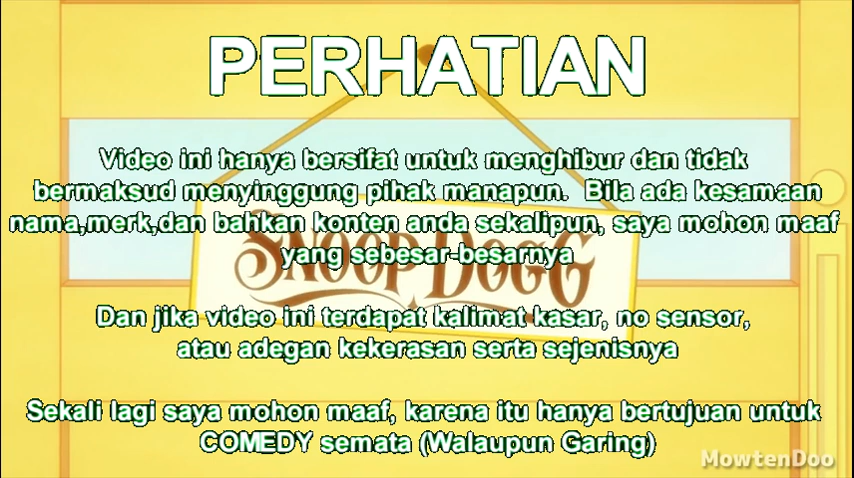 PERHATIAN
Video ini hanya bersifat untuk menghibur dan tidak
bermaksud menyinggung pihak manapun.  Bila ada kesamaan
nama,merk,dan bahkan konten anda sekalipun, saya mohon maaf
yang sebesar-besarnya
SNOOP DOGG
Dan jika video ini terdapat kalimat kasar, no sensor,
atau adegan kekerasan serta sejenisnya
Sekali lagi saya mohon maaf, karena itu hanya bertujuan untuk
COMEDY semata (Walaupun Garing)
MowtenDoo